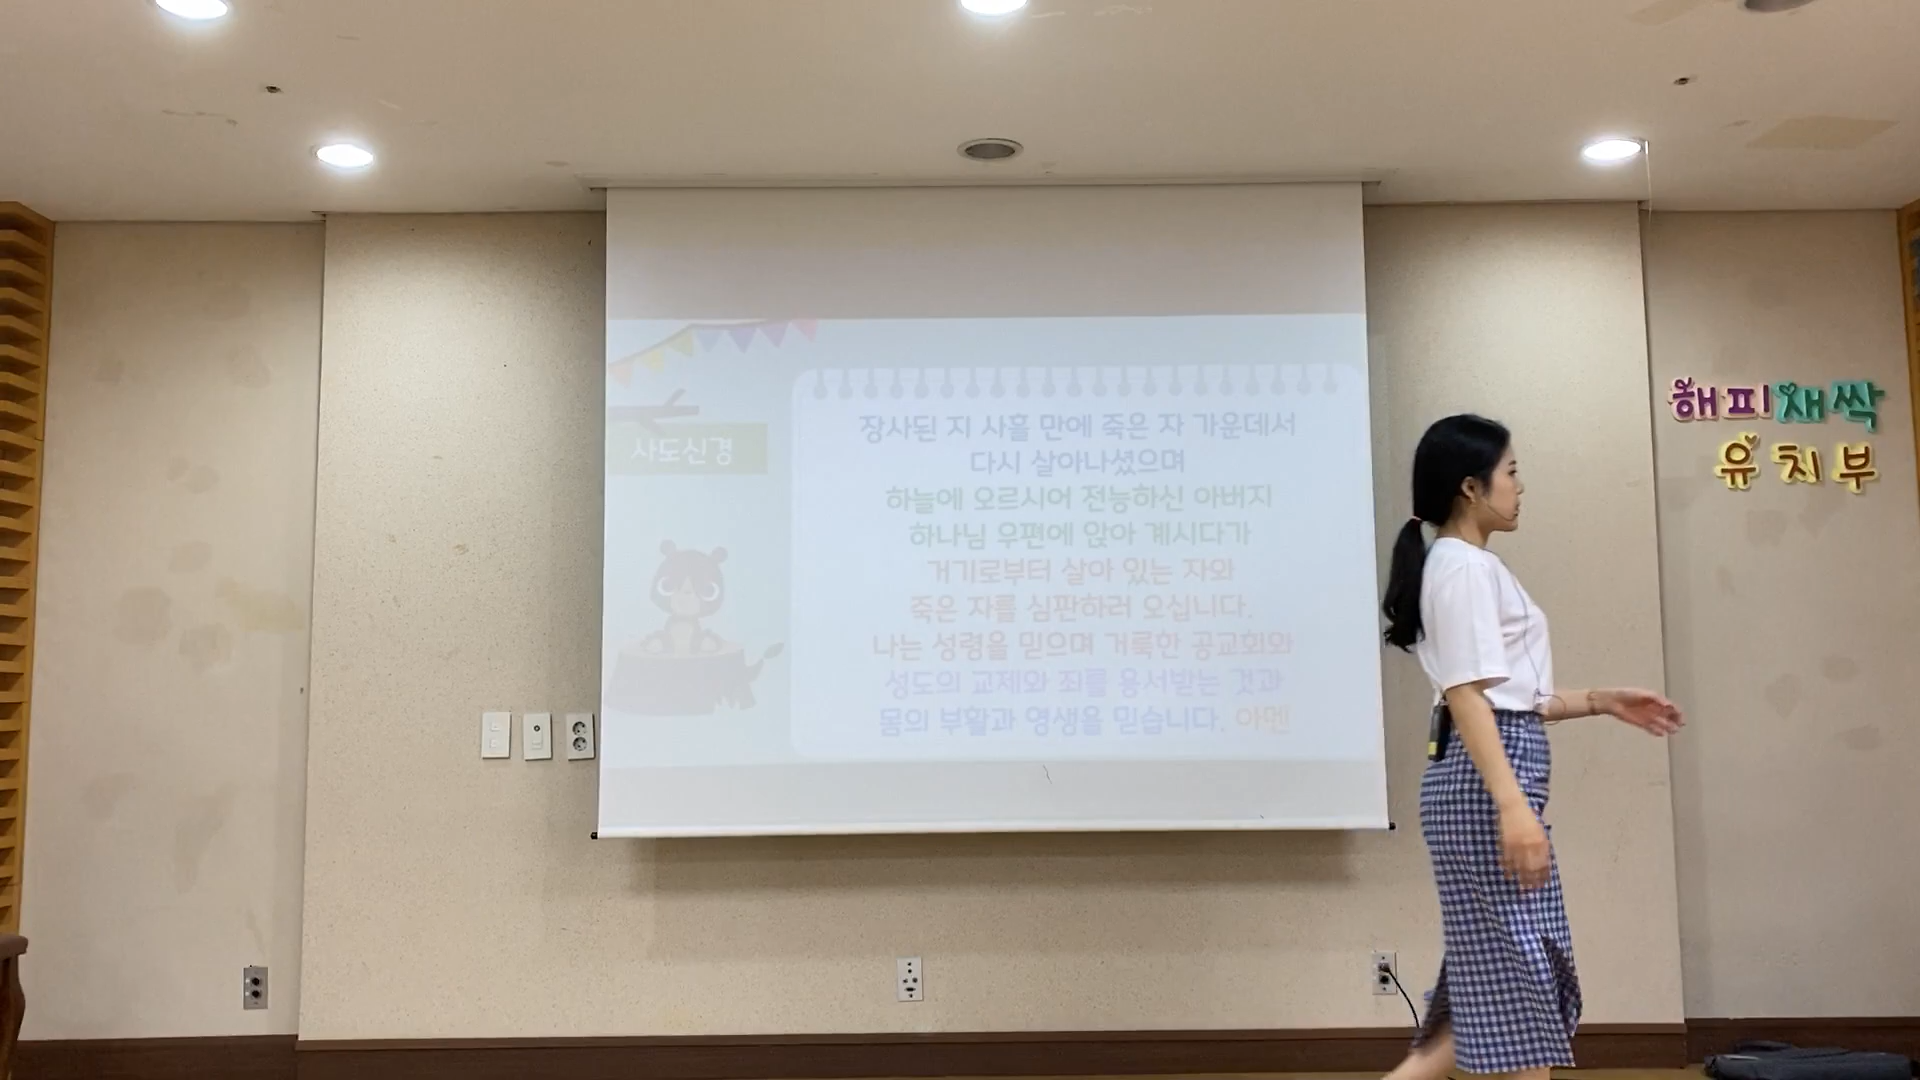 사도신경
장사된 지 사흘 만에 죽은 자 가운데서
다시 살아나셨으며
하늘에 오르시어 전능하신 아버지
하나님 우편에 앉아 계시다가
거기로부터 살아 있는 자와
죽은 자를 심판하러 오십니다.
나는 성령을 믿으며 거룩한 공교회와
성도의 교제와 죄를 용서받는 것과
몸의 부활과 영생을 믿습니다. 아멘
해피새싹
유치부